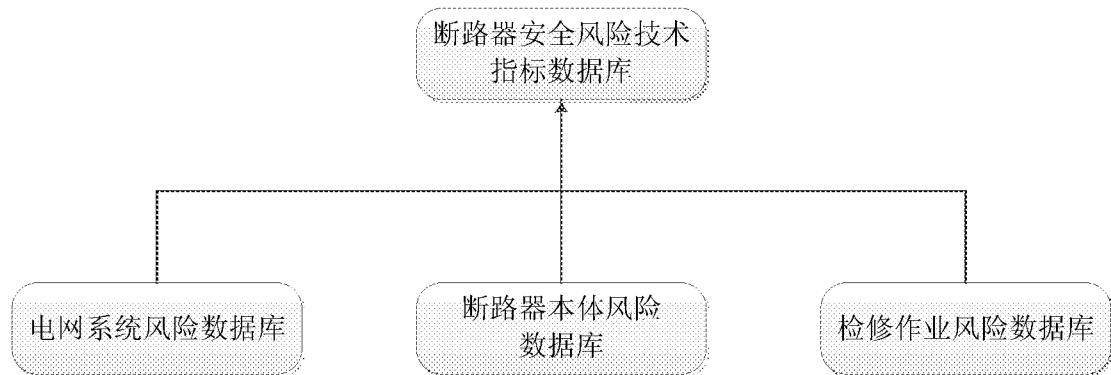 断路器安全风险技术
指标数据库
电网系统风险数据库
断路器本体风险
数据库
检修作业风险数据库